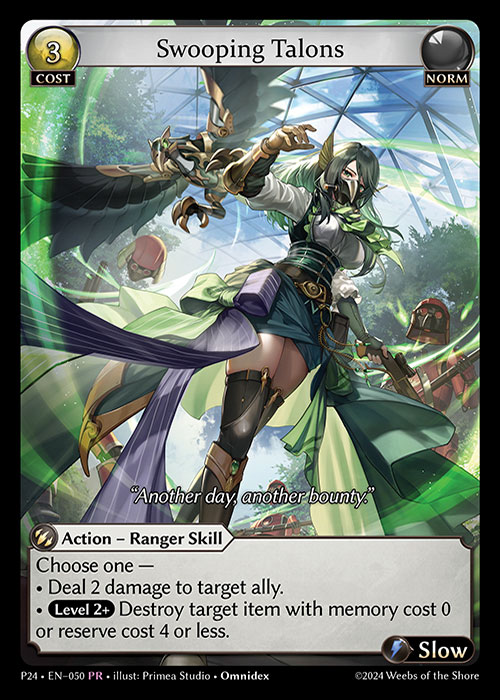 3
Swooping Talons
COST
NORM
“Another day, another bounty.”
Action – Ranger Skill
Choose one —
• Deal 2 damage to target ally.
• Level 2+ Destroy target item with memory cost 0
or reserve cost 4 or less.
Slow
P24 • EN–050 PR • illust: Primea Studio • Omnidex
©2024 Weebs of the Shore